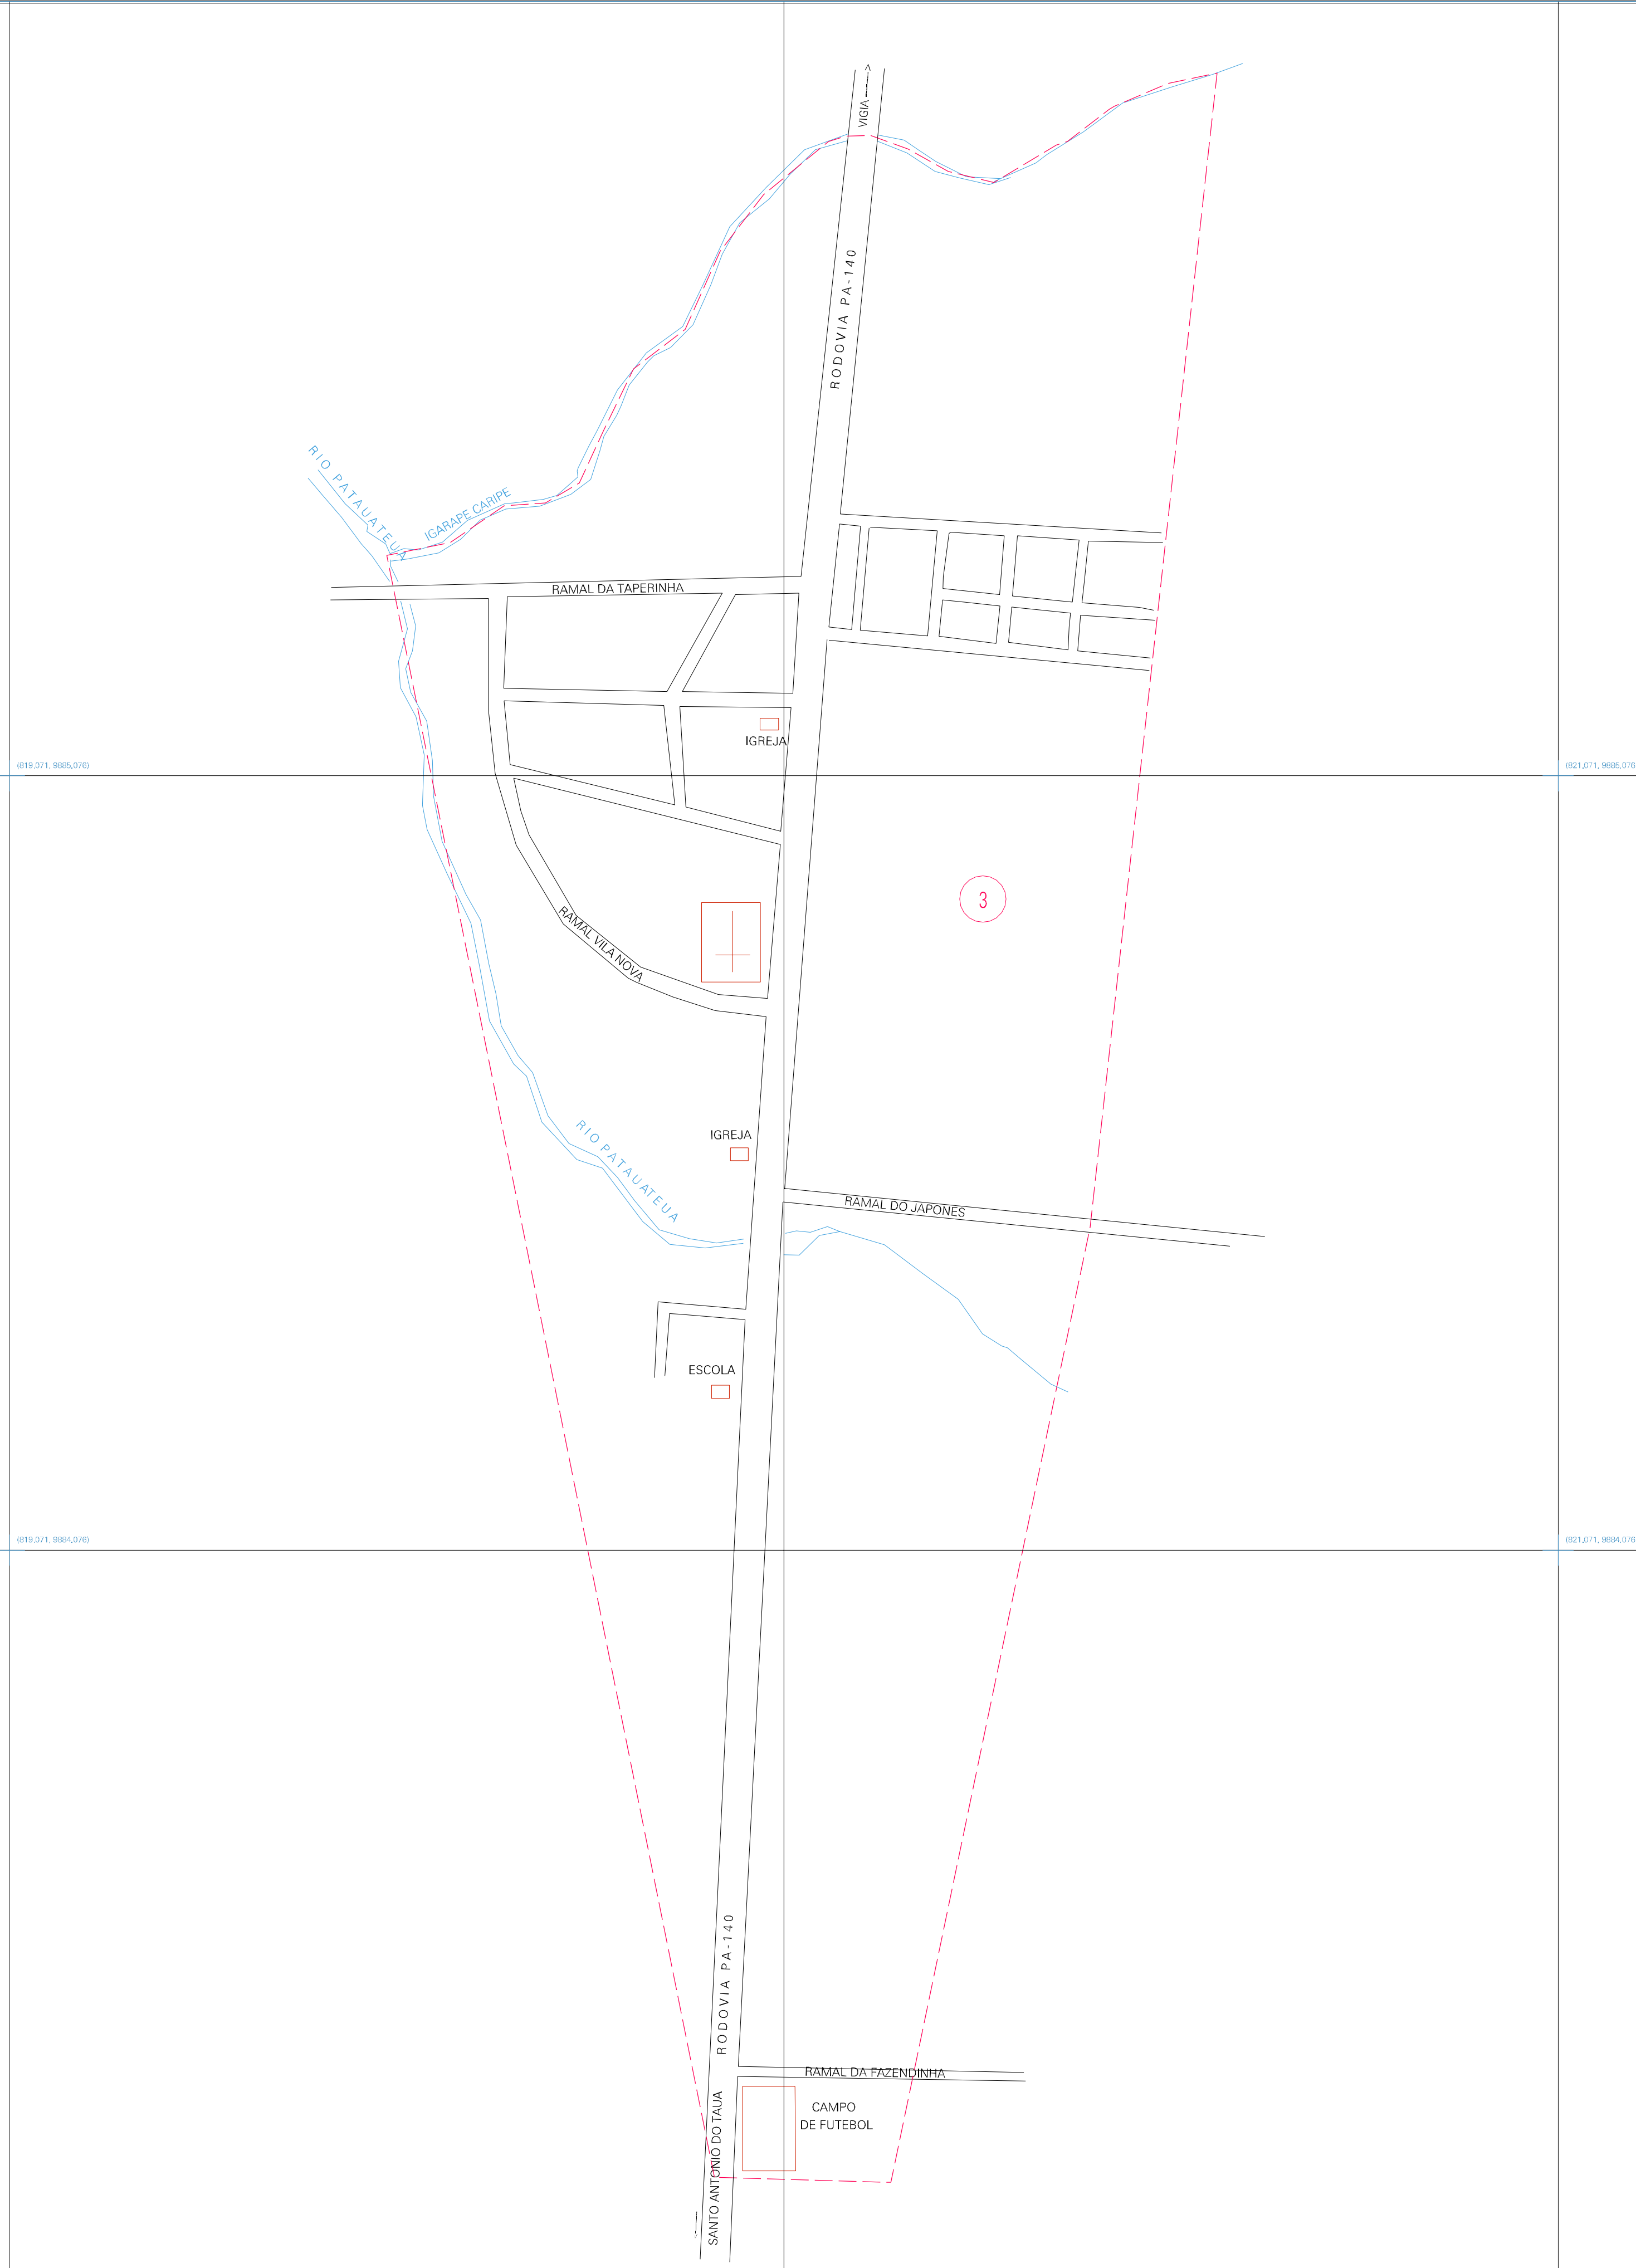 VIGIA
RODOVIA PA-140
RIO PATAUATEUA
IGARAPE CARIPE
RAMAL DA TAPERINHA
IGREJA
(819,071, 9885,076)
(821,071, 9885,076
3
RAMAL VILA NOVA
IGREJA
RIO PATAUATEUA
RAMAL DO JAPONES
ESCOLA
(819,071, 9884,076)
(821,071, 9884,076
RODOVIA PA-140
RAMAL DA FAZENDINHA
CAMPO
DE FUTEBOL
SANTO ANTONIO DO TAUA